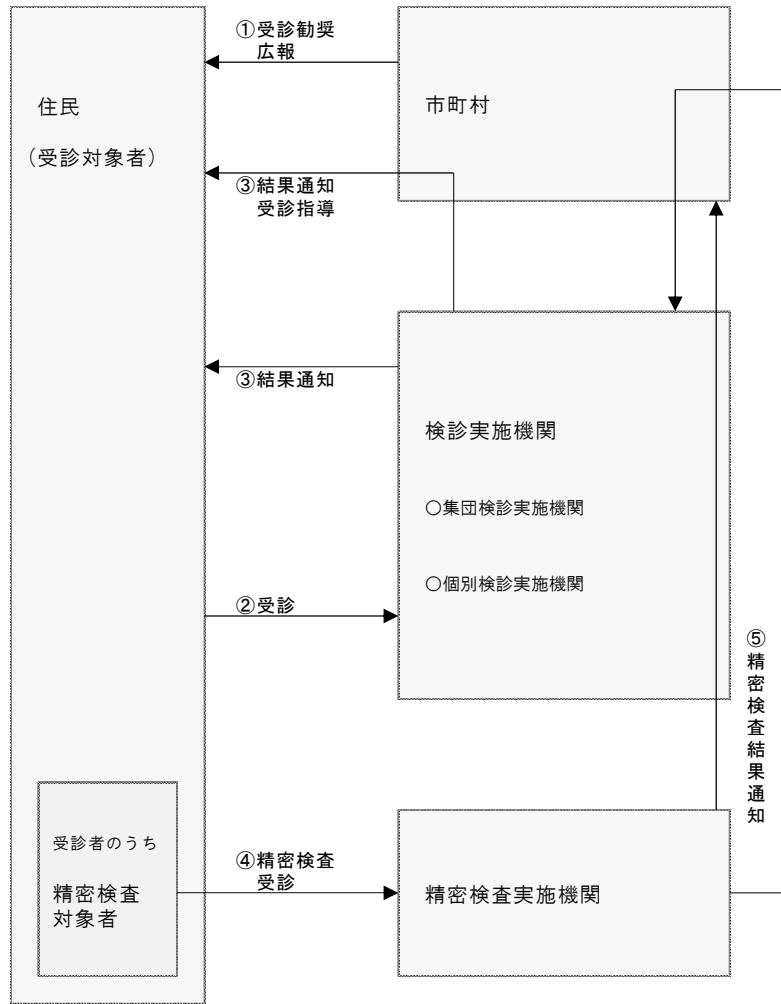 ①受診勧奨
広報
住民
（受診対象者）
市町村
③結果通知
受診指導
③結果通知
検診実施機関
○集団検診実施機関
○個別検診実施機関
②受診
⑤精密検査結果通知
受診者のうち
精密検査
対象者
④精密検査
受診
精密検査実施機関